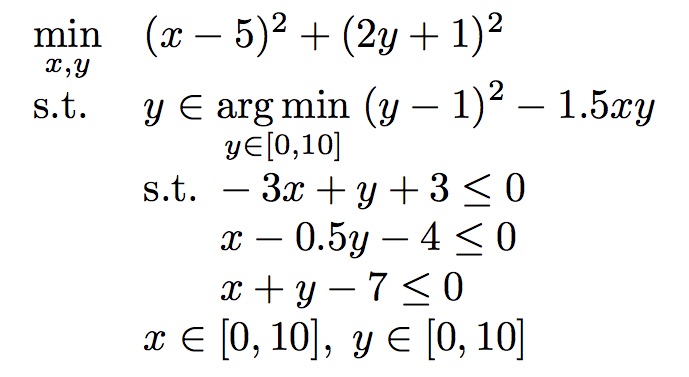 min x,y (x − 5)² + (2y + 1)²
s.t. y ∈ arg min y∈[0,10] (y − 1)² − 1.5xy
s.t. − 3x + y + 3 ≤ 0
x − 0.5y − 4 ≤ 0
x + y − 7 ≤ 0
x ∈ [0, 10], y ∈ [0, 10]